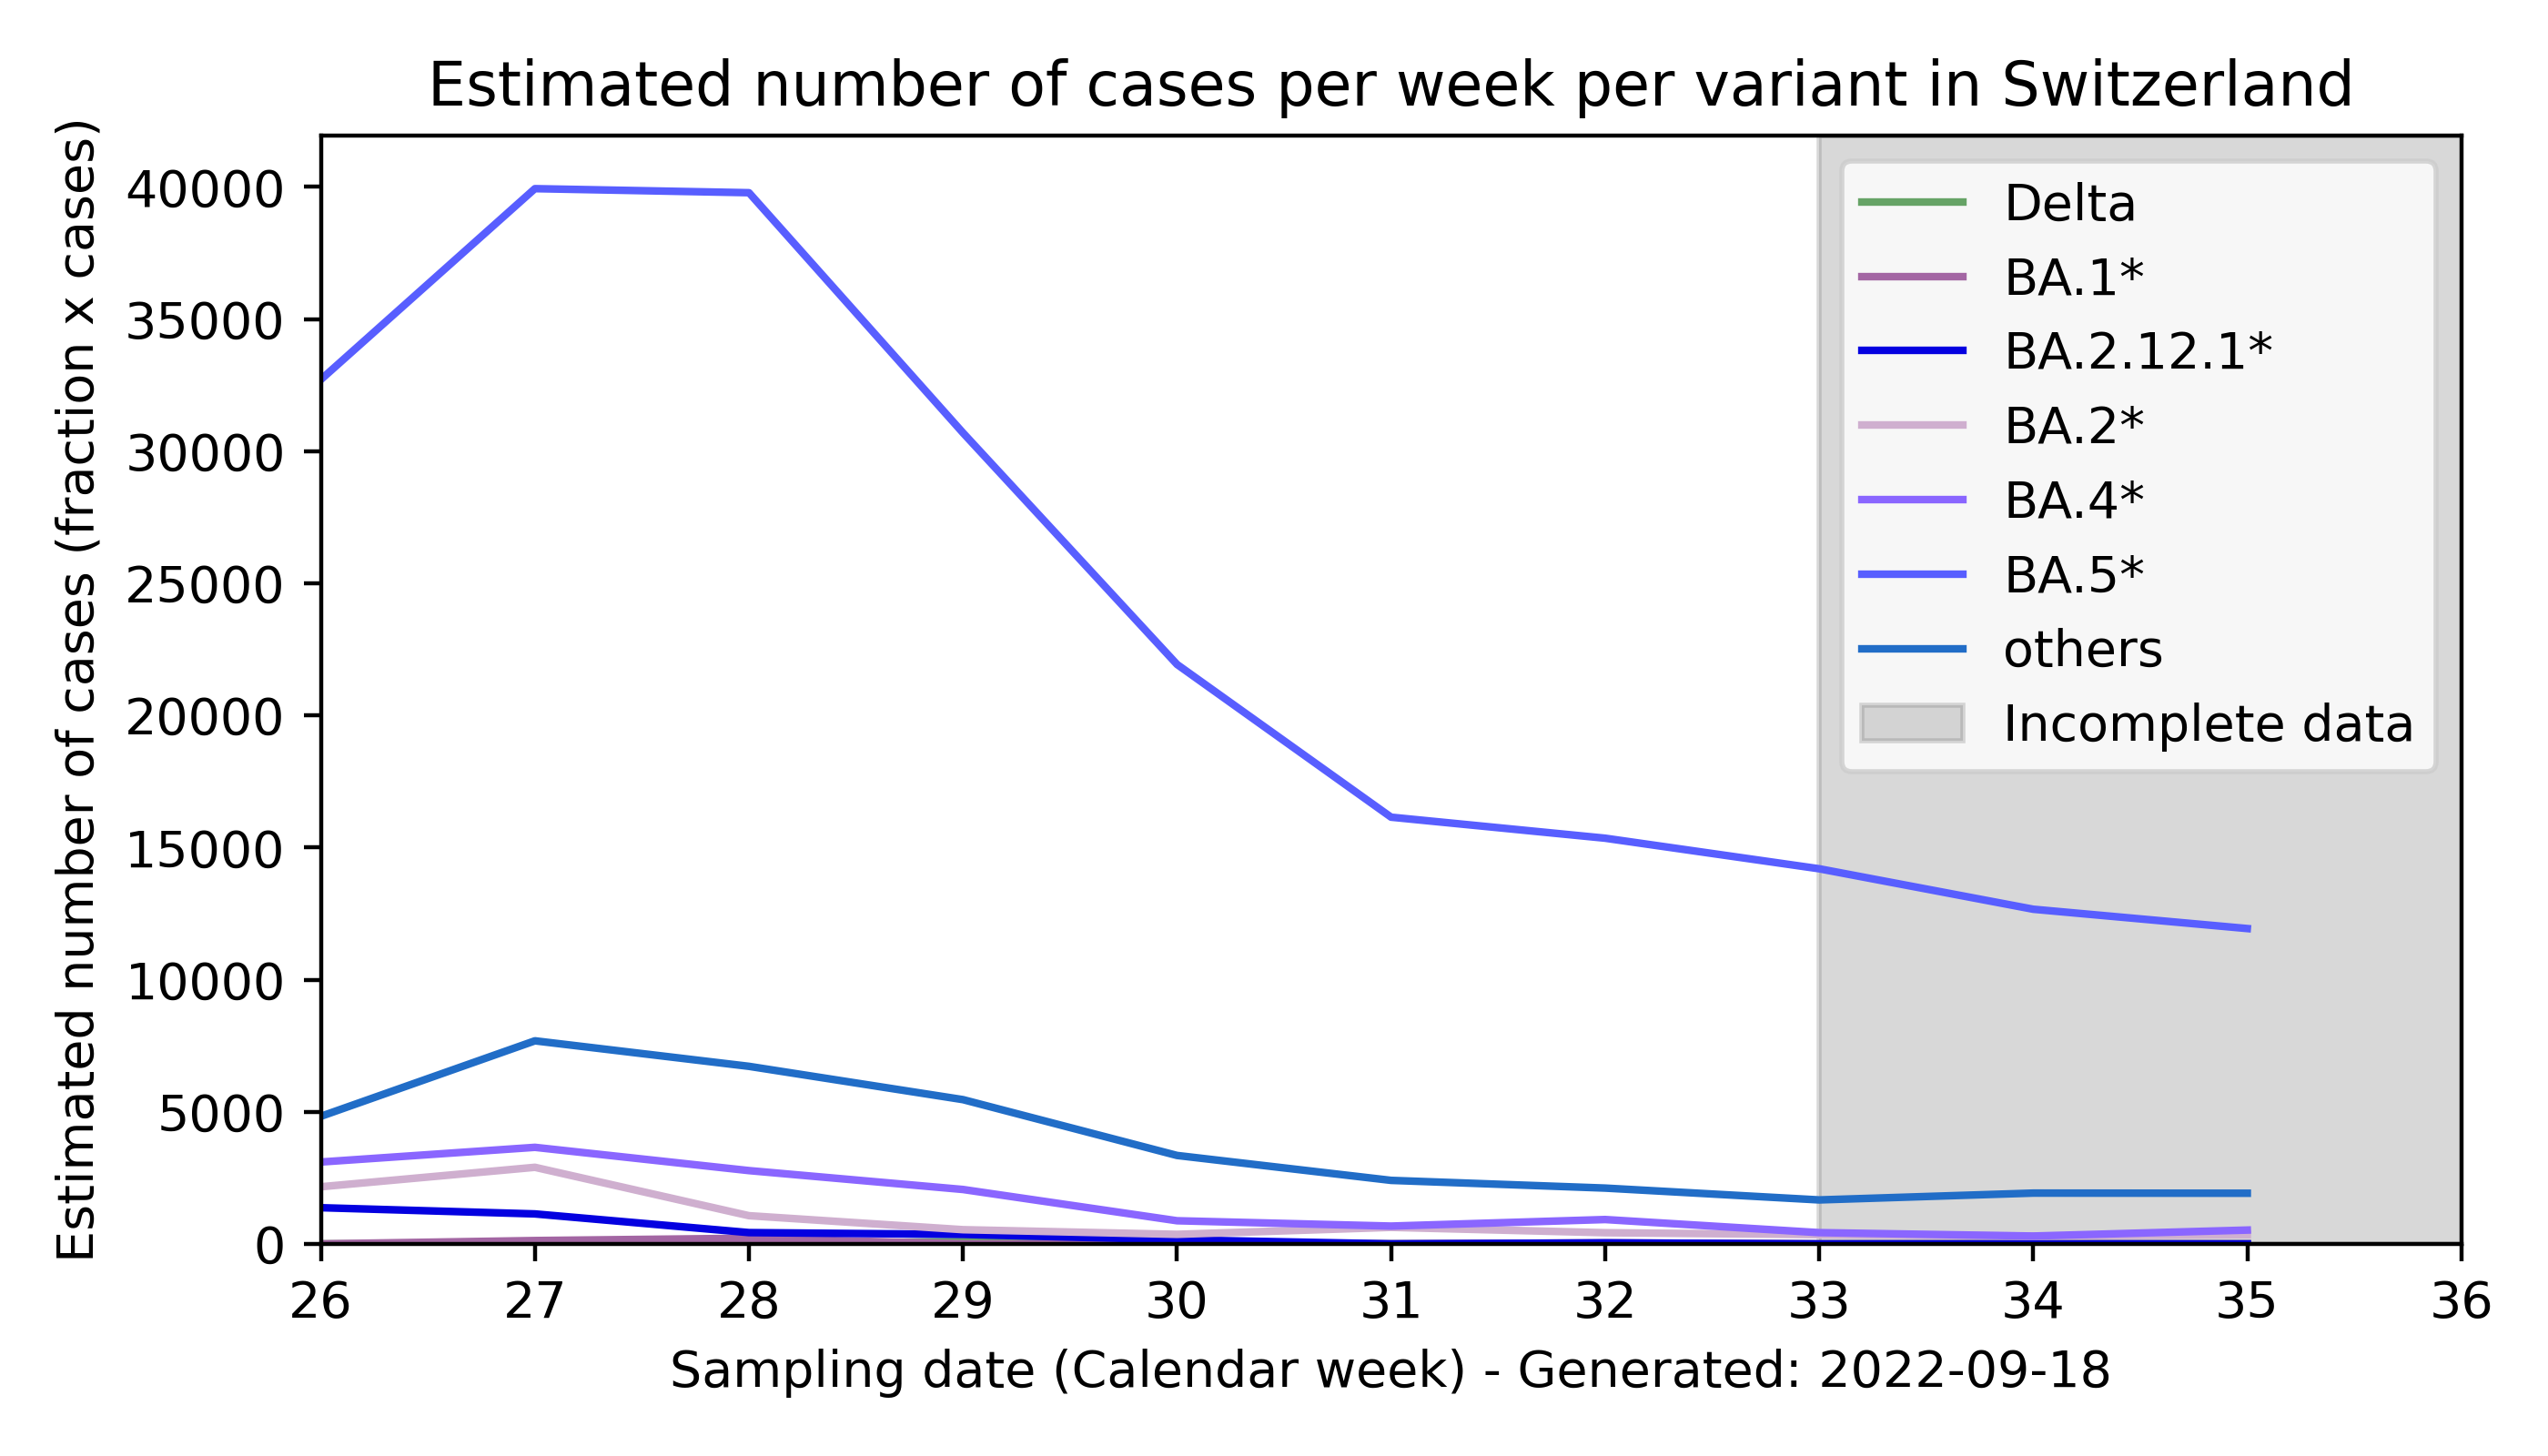 Estimated number of cases per week per variant in Switzerland
Estimated number of cases (fraction x cases)
40000
35000
30000
25000
20000
15000
10000
5000
0
Delta
BA.1*
BA.2.12.1*
BA.2*
BA.4*
BA.5*
others
Incomplete data
26 27 28 29 30 31 32 33 34 35 36
Sampling date (Calendar week) - Generated: 2022-09-18